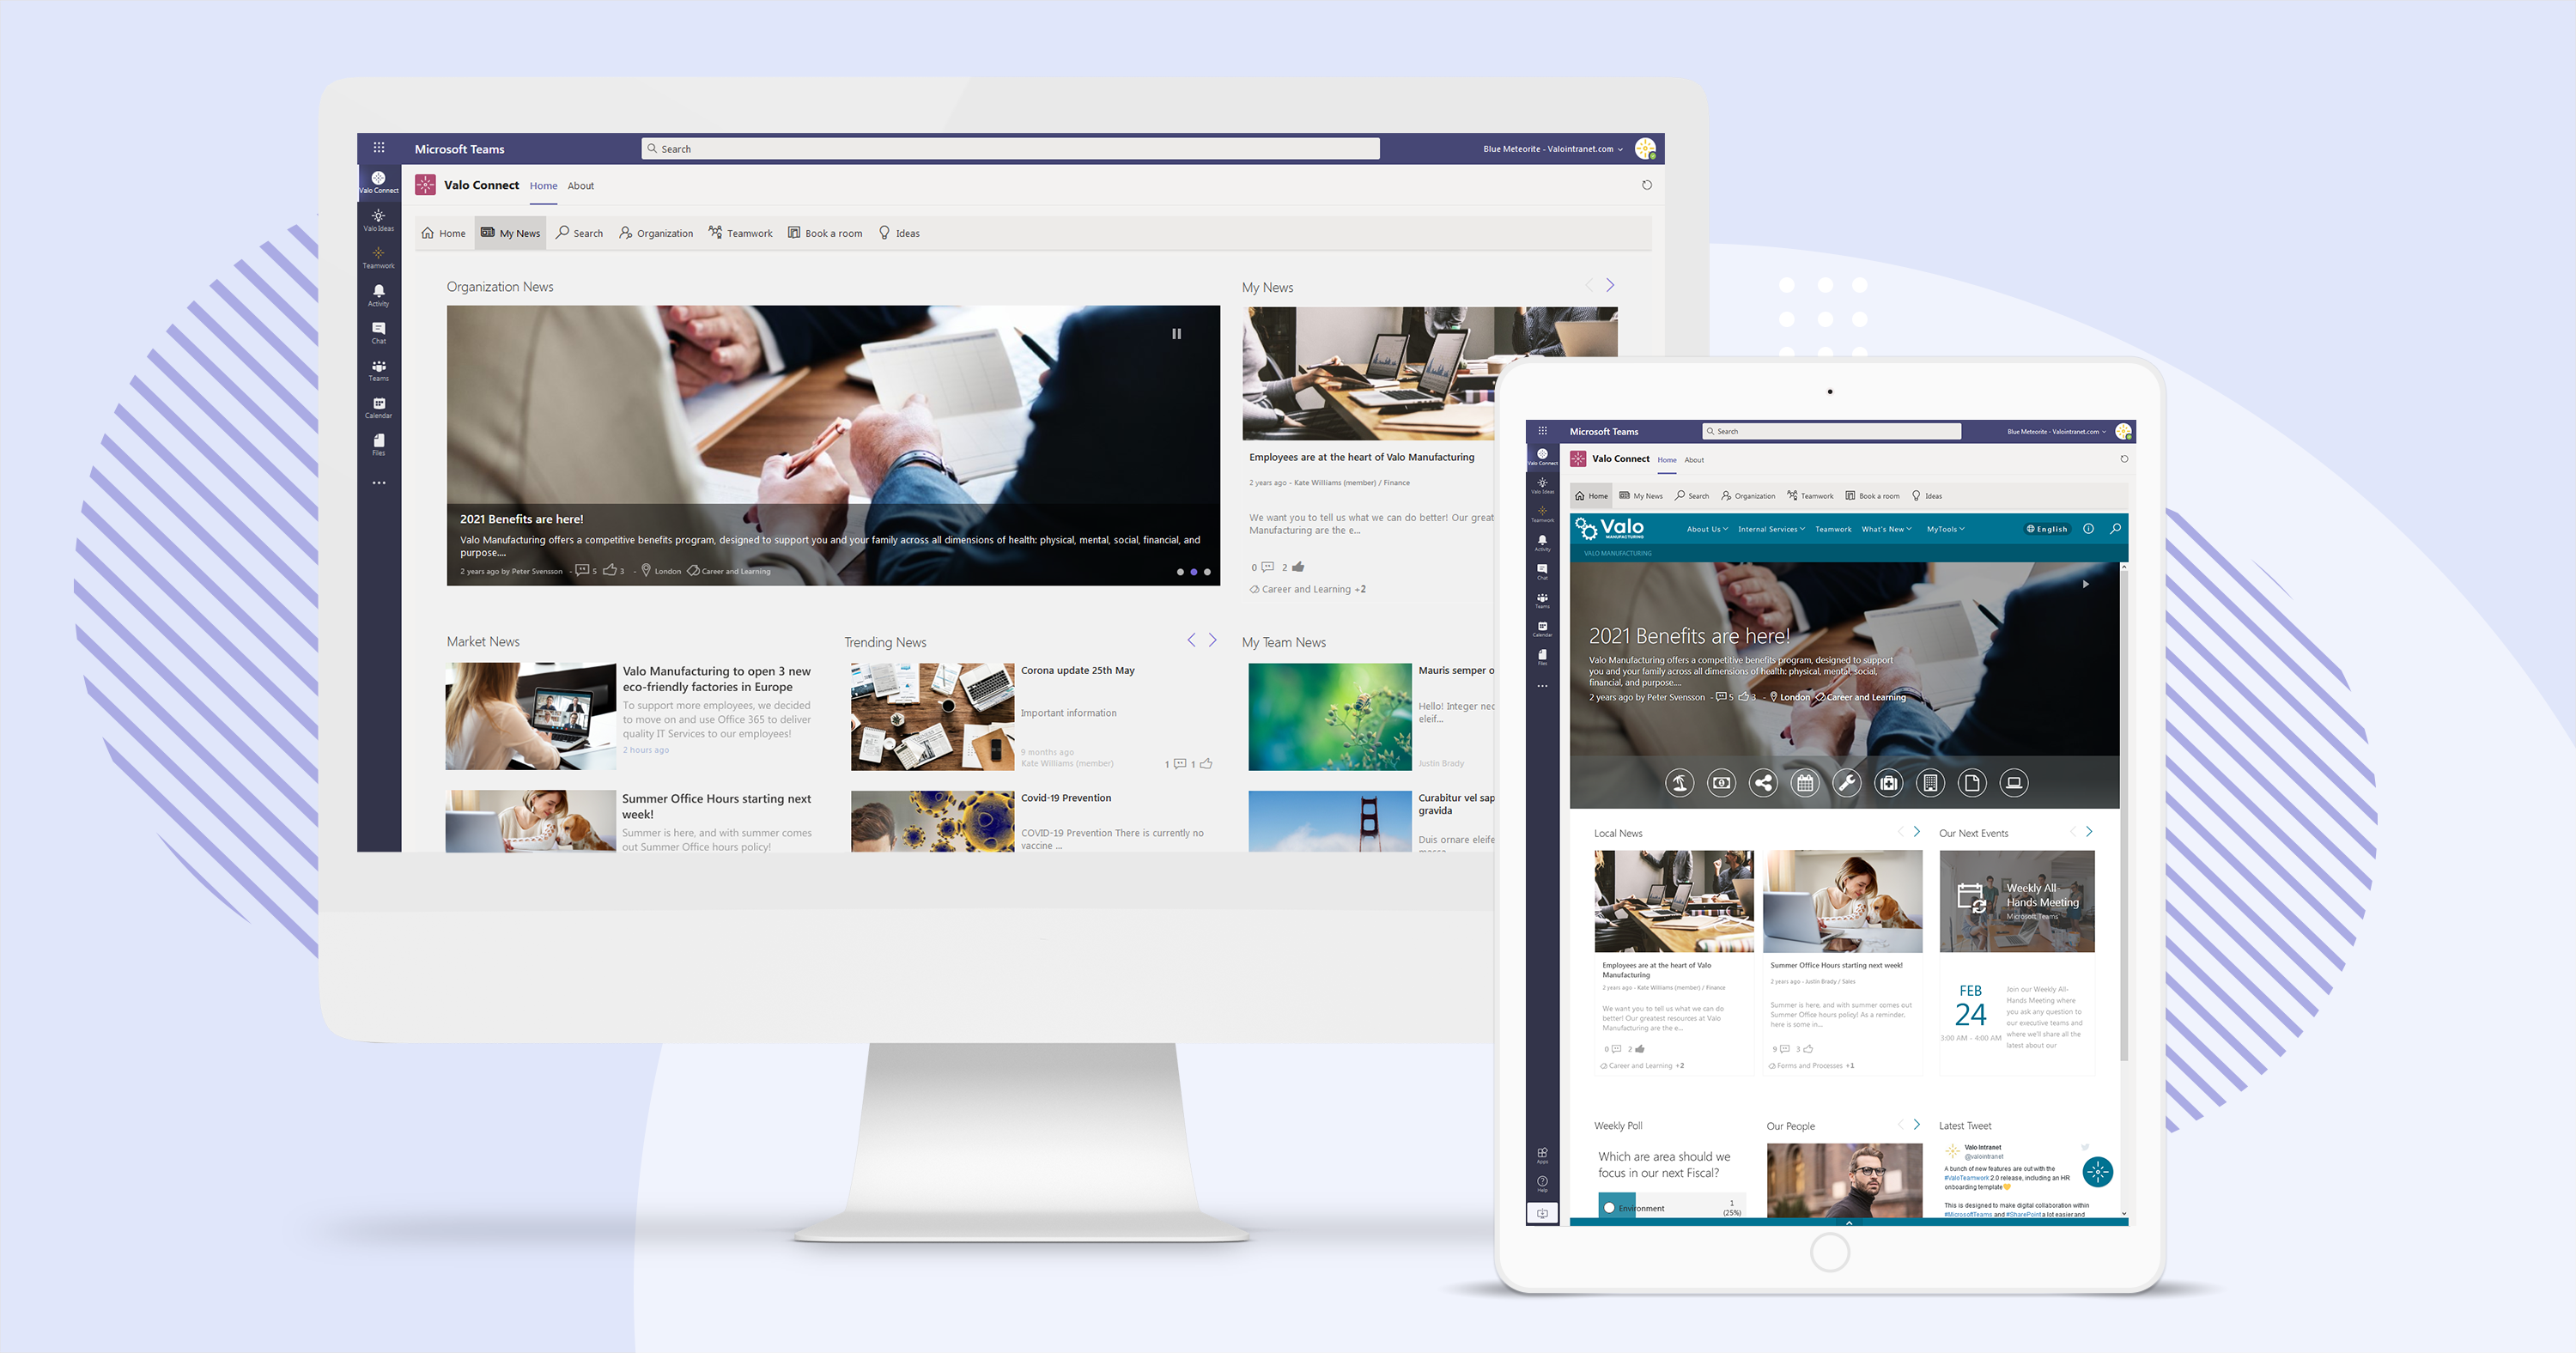 Microsoft Teams
Search
Blue Meteorite - Valointranet.com
Valo Connect
Home
About
Valo Connect
Valo Ideas
Teamwork
Activity
Chat
Teams
Calendar
Files
Home
My News
Search
Organization
Teamwork
Book a room
Ideas
Organization News
2021 Benefits are here!
Valo Manufacturing offers a competitive benefits program, designed to support you and your family across all dimensions of health: physical, mental, social, financial, and
purpose....
2 years ago by Peter Svensson - 5 3 - London Career and Learning
My News
Employees are at the heart of Valo Manufacturing
2 years ago - Kate Williams (member) / Finance
We want you to tell us what we can do better! Our great
Manufacturing are the e...
0 2
Career and Learning +2
Market News
Valo Manufacturing to open 3 new
eco-friendly factories in Europe
To support more employees, we decided
to move on and use Office 365 to deliver
quality IT Services to our employees!
2 hours ago
Summer Office Hours starting next
week!
Summer is here, and with summer comes
out Summer Office hours policy!
Trending News
Corona update 25th May
Important information
9 months ago
Kate Williams (member)
1 1
Covid-19 Prevention
COVID-19 Prevention There is currently no
vaccine ...
My Team News
Mauris semper o
Hello! Integer nec
eleif...
Justin Brady
Curabitur vel sap
gravida
Duis ornare eleife
Microsoft Teams
Search
Blue Meteorite - Valointranet.com
Valo Connect
Home
About
Valo Connect
Valo Ideas
Teamwork
Activity
Chat
Teams
Calendar
Files
Apps
Help
Home
My News
Search
Organization
Teamwork
Book a room
Ideas
Valo
MANUFACTURING
About Us
Internal Services
Teamwork
What's New
MyTools
English
VALO MANUFACTURING
2021 Benefits are here!
Valo Manufacturing offers a competitive benefits program, designed to support
you and your family across all dimensions of health: physical, mental, social,
financial, and purpose....
2 years ago by Peter Svensson - 5 3 - London Career and Learning
Local News
Employees are at the heart of Valo
Manufacturing
2 years ago - Kate Williams (member) / Finance
We want you to tell us what we can do
better! Our greatest resources at Valo
Manufacturing are the e...
0 2
Career and Learning +2
Summer Office Hours starting next week!
2 years ago - Justin Brady / Sales
Summer is here, and with summer comes out
Summer Office hours policy! As a reminder,
here is some in...
9 3
Forms and Processes +1
Our Next Events
Weekly All-
Hands Meeting
Microsoft Teams
FEB
24
3:00 AM - 4:00 AM
Join our Weekly All-
Hands Meeting where
you ask any question to
our executive teams and
where we'll share all the
latest about our
Weekly Poll
Which are area should we
focus in our next Fiscal?
Environment
1
(25%)
Our People
Latest Tweet
Valo Intranet
@valointranet
A bunch of new features are out with the
#ValoTeamwork 2.0 release, including an HR
onboarding template
This is designed to make digital collaboration within
#MicrosoftTeams and #SharePoint a lot easier and